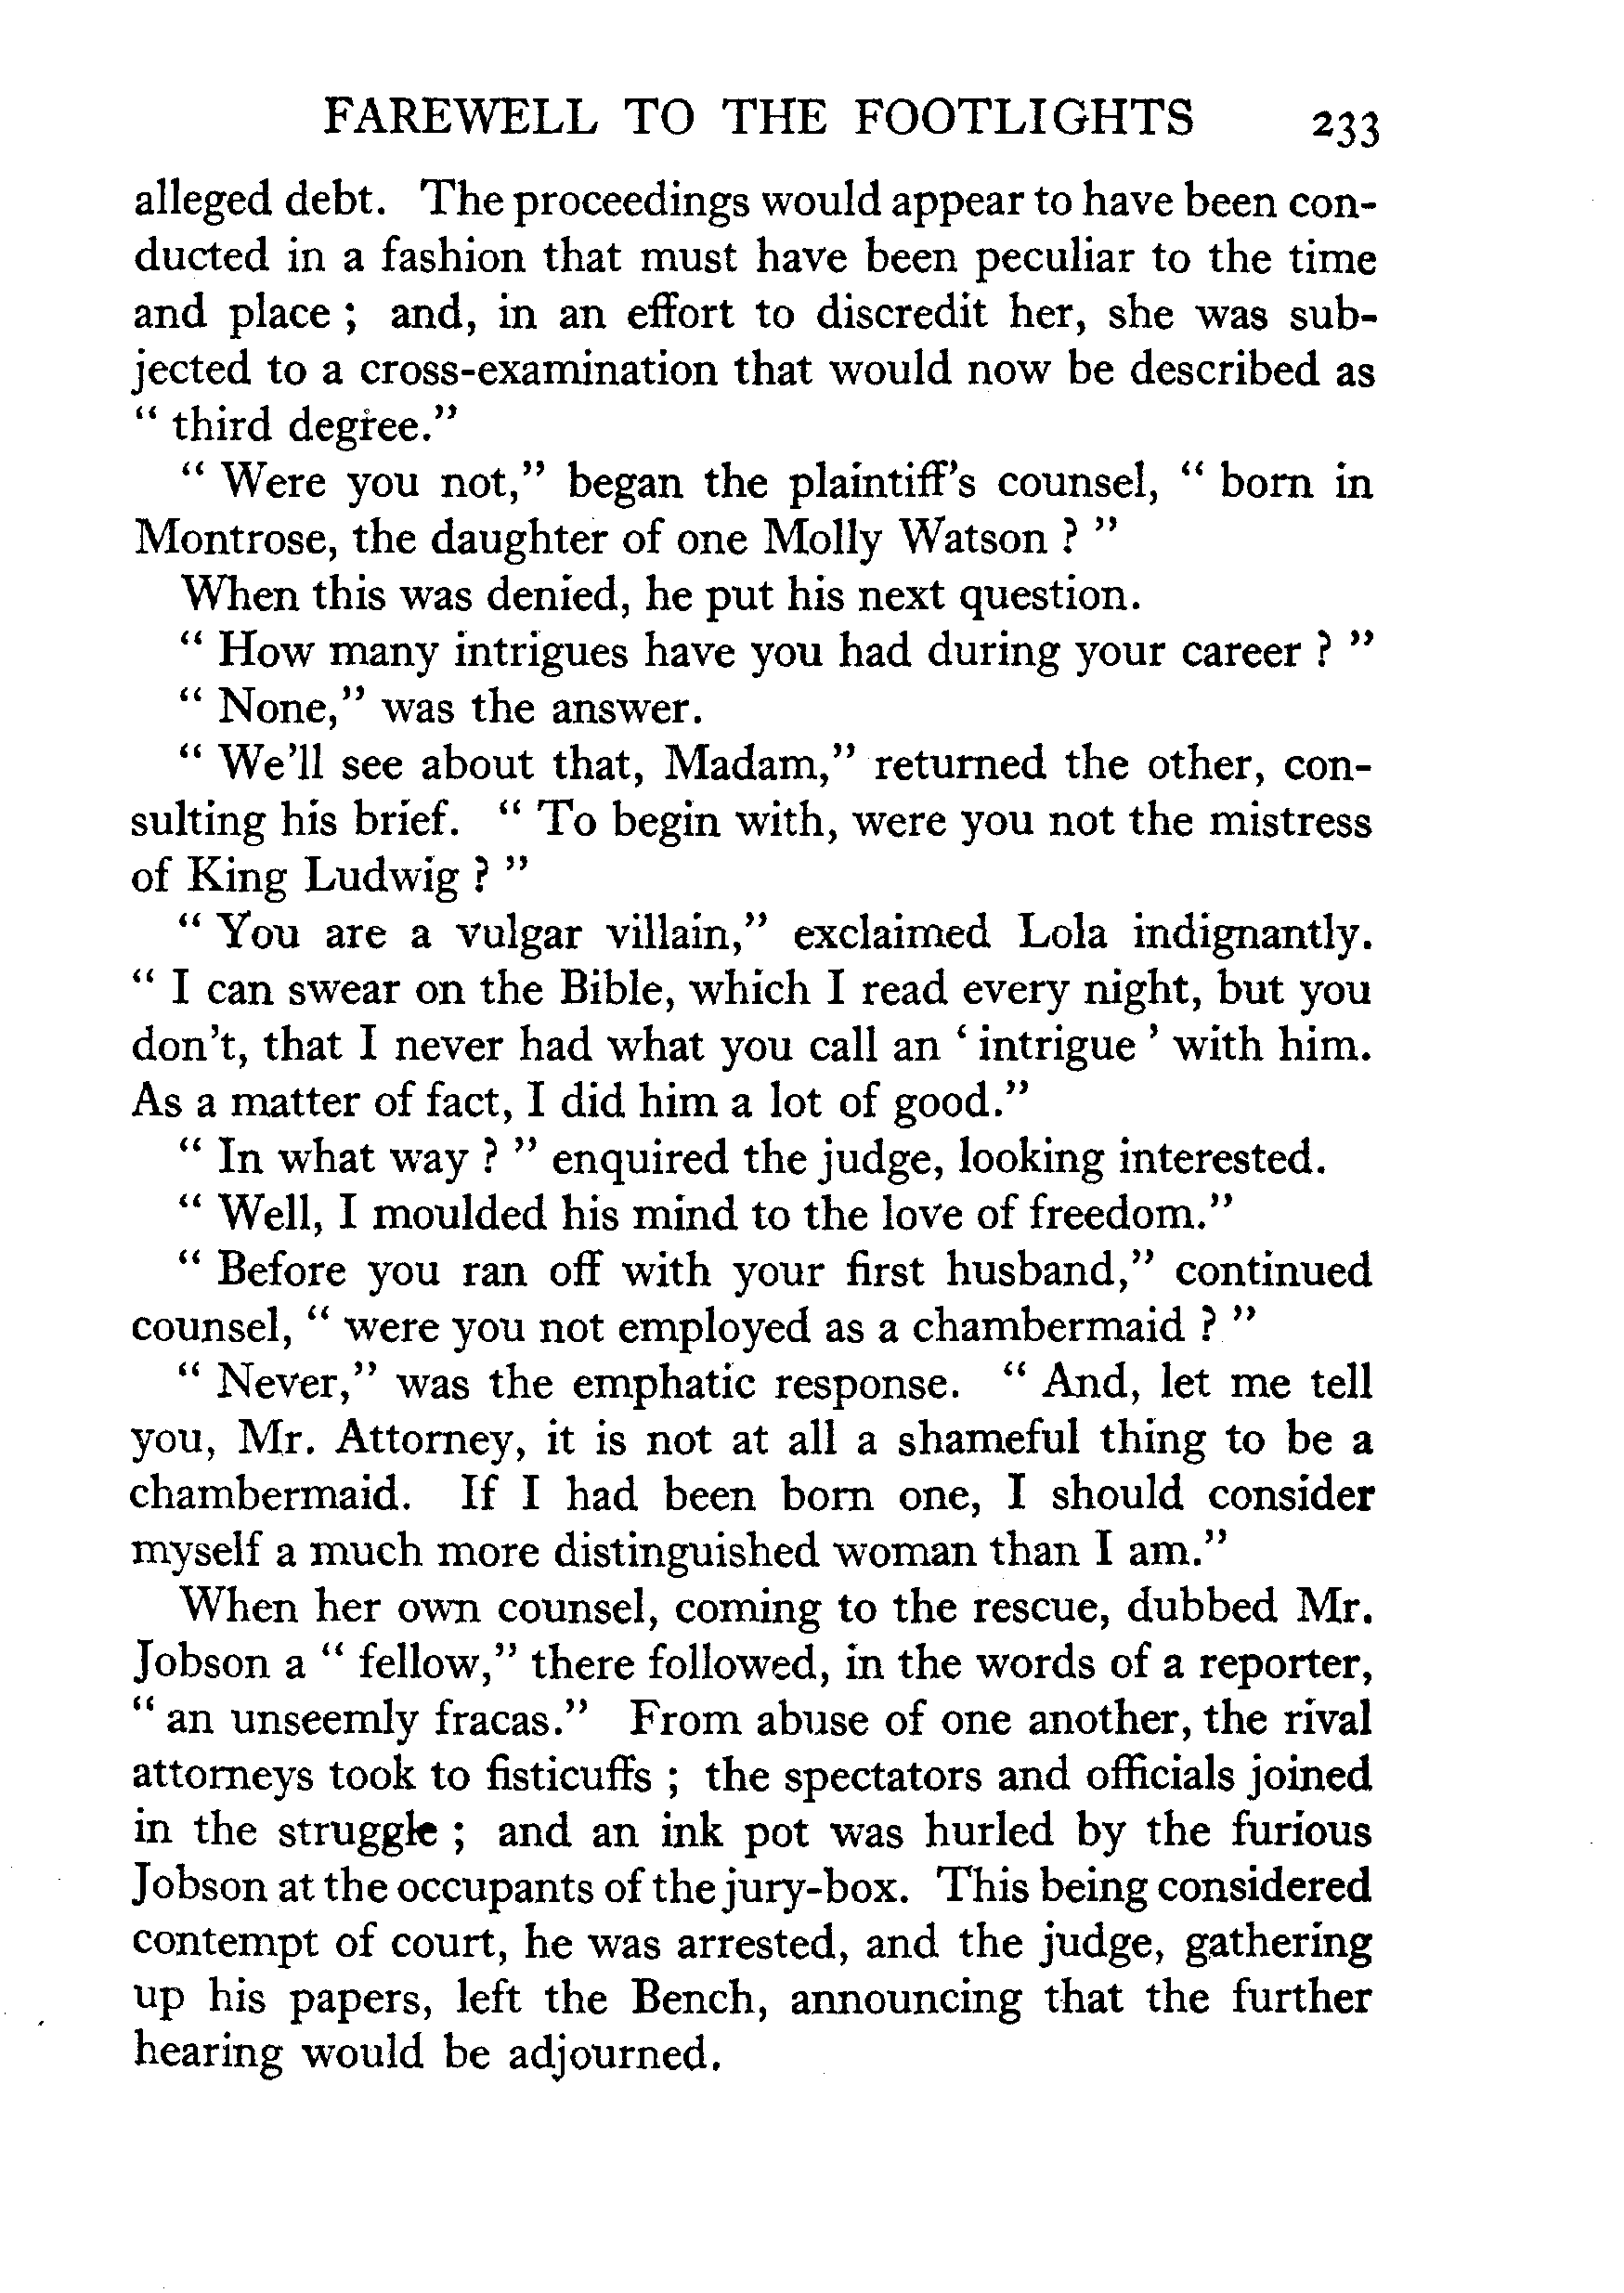 FAREWELL TO THE FOOTLIGHTS 233
alleged debt. The proceedings would appear to have been con-
ducted in a fashion that must have been peculiar to the time
and place ; and, in an effort to discredit her, she was sub-
jected to a cross-examination that would now be described as
“ third degree.”
“ Were you not,” began the plaintiff’s counsel, “ born in
Montrose, the daughter of one Molly Watson ? ”
When this was denied, he put his next question.
“ How many intrigues have you had during your career ? ”
“ None,” was the answer.
“ We’ll see about that, Madam,” returned the other, con-
sulting his brief. “ To begin with, were you not the mistress
of King Ludwig ? ”
“ You are a vulgar villain,” exclaimed Lola indignantly.
“ I can swear on the Bible, which I read every night, but you
don’t, that I never had what you call an ‘ intrigue ’ with him.
As a matter of fact, I did him a lot of good.”
“ In what way ? ” enquired the judge, looking interested.
“ Well, I moulded his mind to the love of freedom.”
“ Before you ran off with your first husband,” continued
counsel, “ were you not employed as a chambermaid ? ”
“ Never,” was the emphatic response. “ And, let me tell
you, Mr. Attorney, it is not at all a shameful thing to be a
chambermaid. If I had been born one, I should consider
myself a much more distinguished woman than I am.”
When her own counsel, coming to the rescue, dubbed Mr.
Jobson a “ fellow,” there followed, in the words of a reporter,
“ an unseemly fracas.” From abuse of one another, the rival
attorneys took to fisticuffs ; the spectators and officials joined
in the struggle ; and an ink pot was hurled by the furious
Jobson at the occupants of the jury-box. This being considered
contempt of court, he was arrested, and the judge, gathering
up his papers, left the Bench, announcing that the further
hearing would be adjourned.